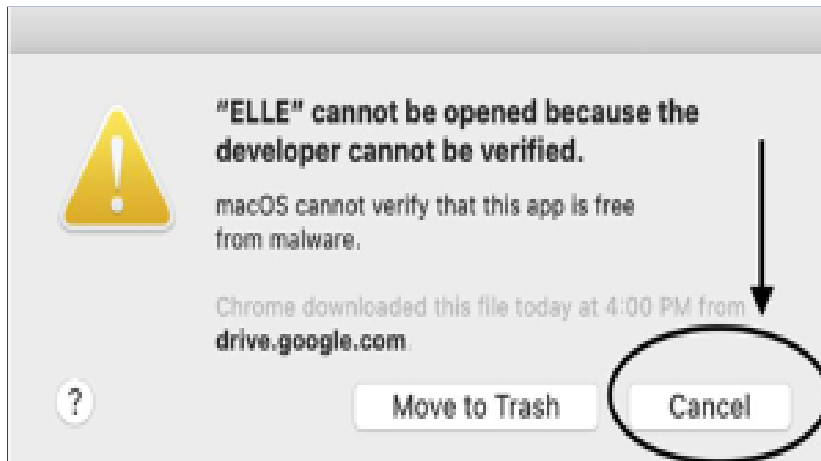 “ELLE” cannot be opened because the
developer cannot be verified.
macOS cannot verify that this app is free
from malware.
Chrome downloaded this file today at 4:00 PM from
drive.google.com.
?
Move to Trash
Cancel